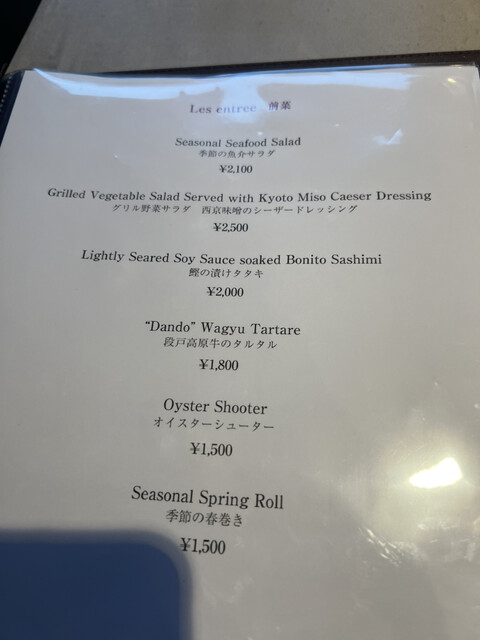 Les entree 前菜
Seasonal Seafood Salad
季節の魚介サラダ
¥2,100
Grilled Vegetable Salad Served with Kyoto Miso Caeser Dressing
グリル野菜サラダ 西京味噌のシーザードレッシング
¥2,500
Lightly Seared Soy Sauce soaked Bonito Sashimi
鰹の漬けタタキ
¥2,000
“Dando” Wagyu Tartare
段戸高原牛のタルタル
¥1,800
Oyster Shooter
オイスターシューター
¥1,500
Seasonal Spring Roll
季節の春巻き
¥1,500